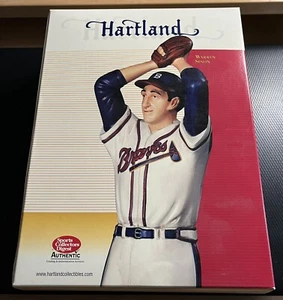 Hartland
WARREN
SPAHN
B
Braves
Sports
Collectors
Digest
AUTHENTIC
www.hartlandcollectibles.com